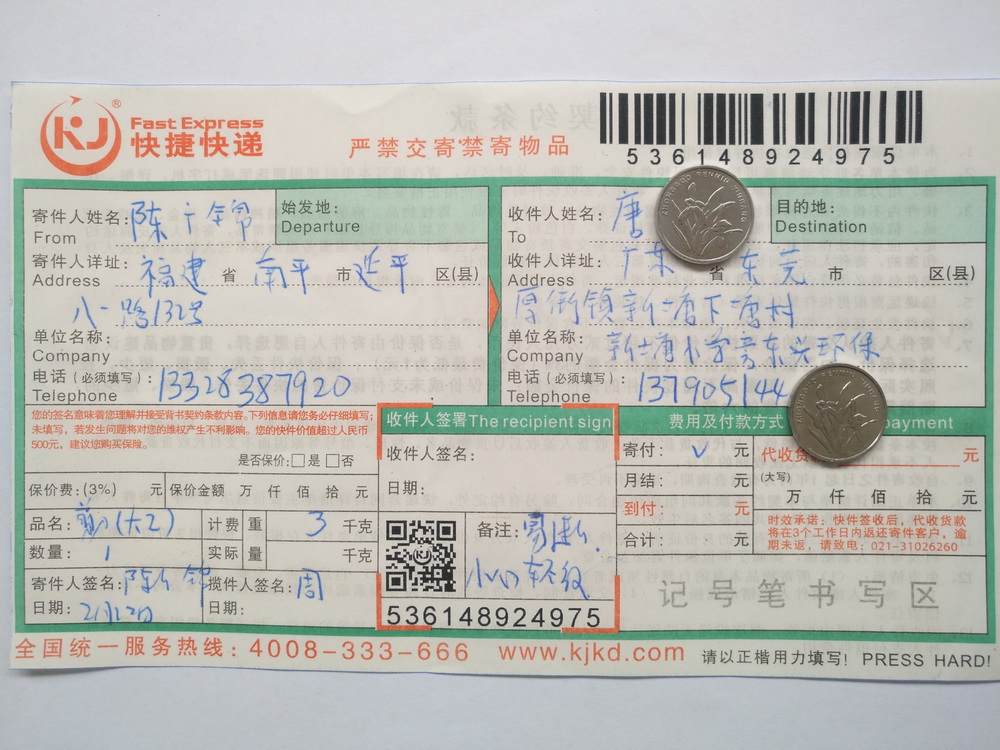 KJ
®
Fast Express
快捷快递
严禁交寄禁寄物品
536148924975
寄件人姓名: 陈
From
始发地:
Departure
寄件人详址:
Address 福建 省 南平 市 延平 区(县)
八一路132号
单位名称:
Company
电话(必须填写): 13328387920
Telephone
收件人姓名: 唐
To
目的地:
Destination
收件人详址:
Address 广东 省 东莞 市 区(县)
厚街镇新塘下塘村
单位名称: 新塘小学 东兴环保
Company
电话(必须填写): 137905144
Telephone
您的签名意味着您理解并接受背书契约条款内容。下列信息请您务必仔细填写;
未填写,若发生问题将对您的维权产生不利影响。您的快件价值超过人民币
500元,建议您购买保险。
是否保价:□是 □否
保价费:(3%) 元 保价金额 万 仟 佰 拾 元
品名: 剪刀(大工) 计费 重 3 千克
数量: 1 实际 量 千克
寄件人签名: 陈 揽件人签名: 周
日期: 2月12日 日期:
收件人签署The recipient sign
收件人签名:
日期:
备注:
小心轻放
536148924975
费用及付款方式
payment
寄付: √ 元
月结: 元
到付: 元
合计: 元
代收货 元
(大写)
万 仟 佰 拾 元
时效承诺:快件签收后,代收货款
将在3个工作日内返还寄件客户,逾
期未返,请致电:021-31026260
记号笔书写区
全国统一服务热线:4008-333-666 www.kjkd.com 请以正楷用力填写! PRESS HARD!